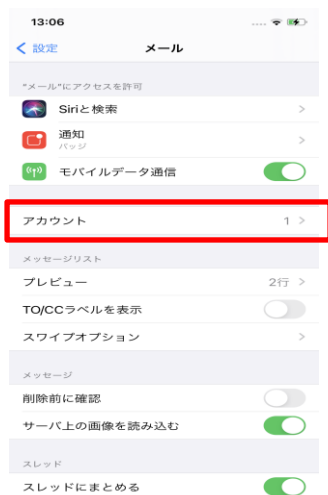 13:06
設定
メール
"メール"にアクセスを許可
Siriと検索
通知
バッジ
モバイルデータ通信
アカウント 1
メッセージリスト
プレビュー 2行
TO/CCラベルを表示
スワイプオプション
メッセージ
削除前に確認
サーバ上の画像を読み込む
スレッド
スレッドにまとめる